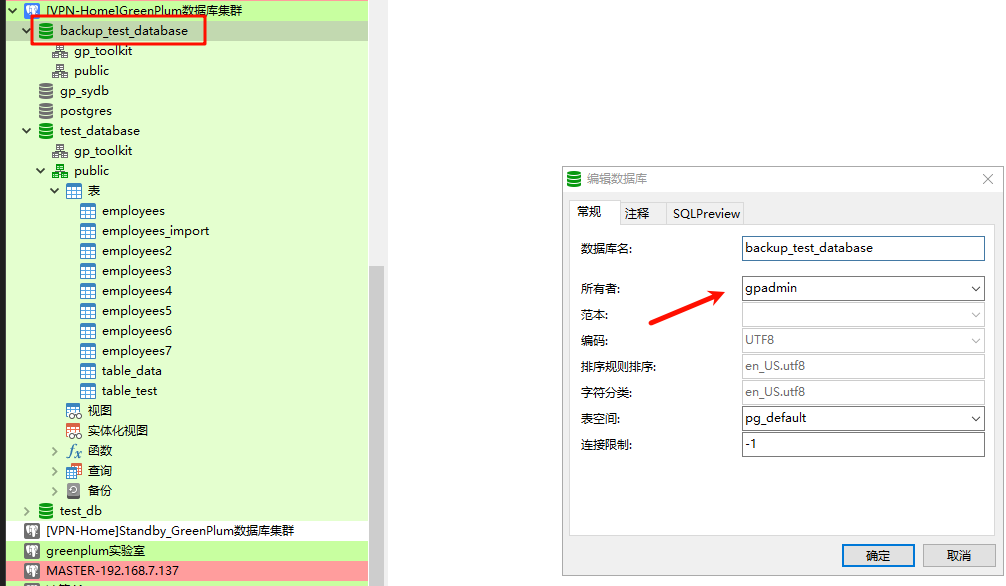 [VPN-Home]GreenPlum数据库集群
backup_test_database
gp_toolkit
public
gp_sydb
postgres
test_database
gp_toolkit
public
表
employees
employees_import
employees2
employees3
employees4
employees5
employees6
employees7
table_data
table_test
视图
实体化视图
fx 函数
查询
备份
test_db
[VPN-Home]Standby_GreenPlum数据库集群
greenplum实验室
MASTER-192.168.7.137
编辑数据库
常规 注释 SQLPreview
数据库名: backup_test_database
所有者: gpadmin
范本:
编码: UTF8
排序规则排序: en_US.utf8
字符分类: en_US.utf8
表空间: pg_default
连接限制: -1
确定 取消